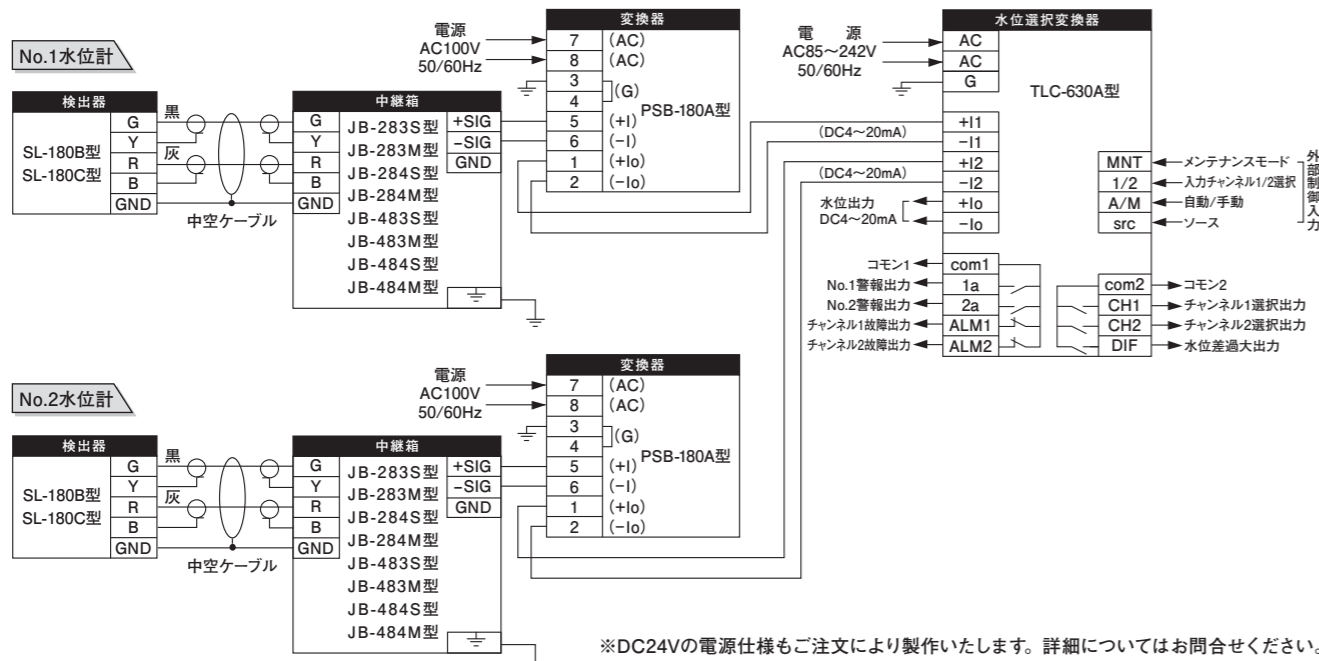 No.1水位計
検出器
SL-180B型
SL-180C型
G
Y
R
B
GND
黒
灰
中空ケーブル
中継箱
G
Y
R
B
GND
JB-283S型
JB-283M型
JB-284S型
JB-284M型
JB-483S型
JB-483M型
JB-484S型
JB-484M型
+SIG
−SIG
GND
電源
AC100V
50/60Hz
変換器
7 (AC)
8 (AC)
3
4
(G)
5 (+I)
6 (−I)
1 (+Io)
2 (−Io)
PSB-180A型
電 源
AC85〜242V
50/60Hz
水位選択変換器
TLC-630A型
AC
AC
G
(DC4〜20mA)
+I1
−I1
(DC4〜20mA)
+I2
−I2
水位出力
DC4〜20mA
+Io
−Io
コモン1 com1
No.1警報出力 1a
No.2警報出力 2a
チャンネル1故障出力 ALM1
チャンネル2故障出力 ALM2
MNT メンテナンスモード
1/2 入力チャンネル1/2選択
A/M 自動/手動
src ソース
外部制御入力
com2 コモン2
CH1 チャンネル1選択出力
CH2 チャンネル2選択出力
DIF 水位差過大出力
No.2水位計
検出器
SL-180B型
SL-180C型
G
Y
R
B
GND
黒
灰
中空ケーブル
中継箱
G
Y
R
B
GND
JB-283S型
JB-283M型
JB-284S型
JB-284M型
JB-483S型
JB-483M型
JB-484S型
JB-484M型
+SIG
−SIG
GND
電源
AC100V
50/60Hz
変換器
7 (AC)
8 (AC)
3
4
(G)
5 (+I)
6 (−I)
1 (+Io)
2 (−Io)
PSB-180A型
※DC24Vの電源仕様もご注文により製作いたします。詳細についてはお問合せください。